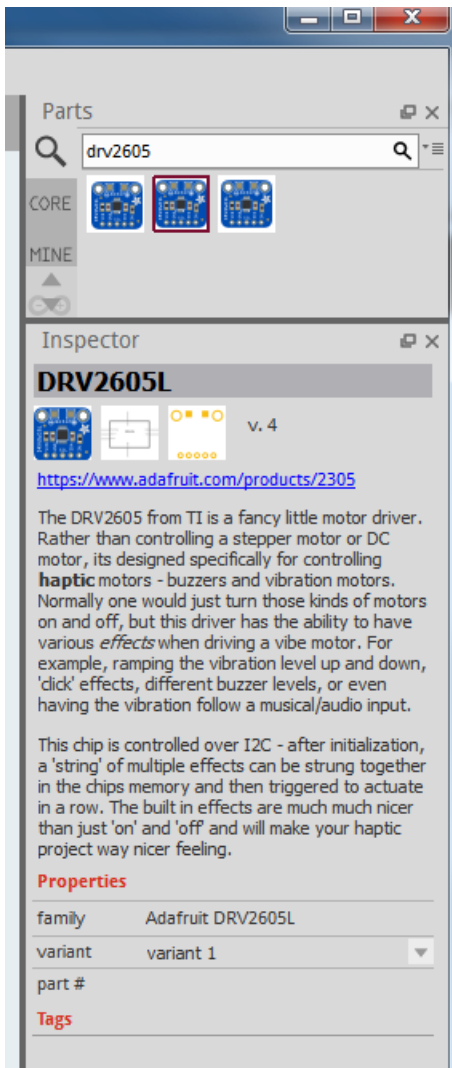 Parts
drv2605
CORE
MINE
Inspector
DRV2605L
v. 4
https://www.adafruit.com/products/2305
The DRV2605 from TI is a fancy little motor driver.
Rather than controlling a stepper motor or DC
motor, its designed specifically for controlling
haptic motors - buzzers and vibration motors.
Normally one would just turn those kinds of motors
on and off, but this driver has the ability to have
various effects when driving a vibe motor. For
example, ramping the vibration level up and down,
'click' effects, different buzzer levels, or even
having the vibration follow a musical/audio input.
This chip is controlled over I2C - after initialization,
a 'string' of multiple effects can be strung together
in the chips memory and then triggered to actuate
in a row. The built in effects are much much nicer
than just 'on' and 'off' and will make your haptic
project way nicer feeling.
Properties
family Adafruit DRV2605L
variant variant 1
part #
Tags